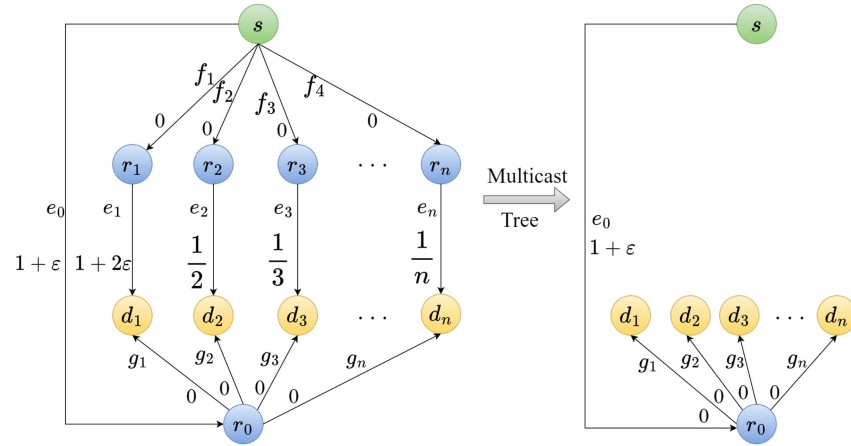 s s
f₁ f₂ f₃ f₄
0 0 0 0
r₁ r₂ r₃ ... rₙ
Multicast
Tree
e₀ e₁ e₂ e₃ eₙ e₀
1 + ε 1 + 2ε 1/2 1/3 1/n 1 + ε
d₁ d₂ d₃ ... dₙ d₁ d₂ d₃ ... dₙ
g₁ g₂ g₃ gₙ g₁ g₂ g₃ gₙ
0 0 0 0 0 0 0 0
r₀ r₀